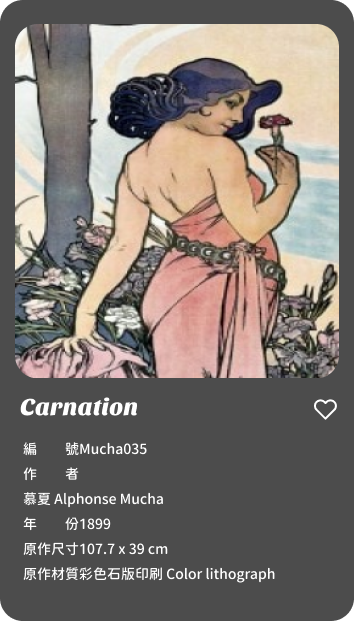 Carnation
編　　號Mucha035
作　　者
慕夏 Alphonse Mucha
年　　份1899
原作尺寸107.7 x 39 cm
原作材質彩色石版印刷 Color lithograph